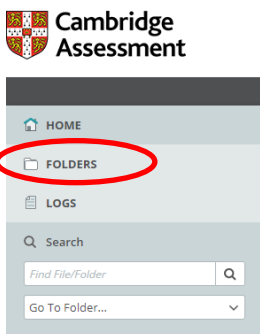 Cambridge
Assessment
HOME
FOLDERS
LOGS
Search
Find File/Folder
Go To Folder...